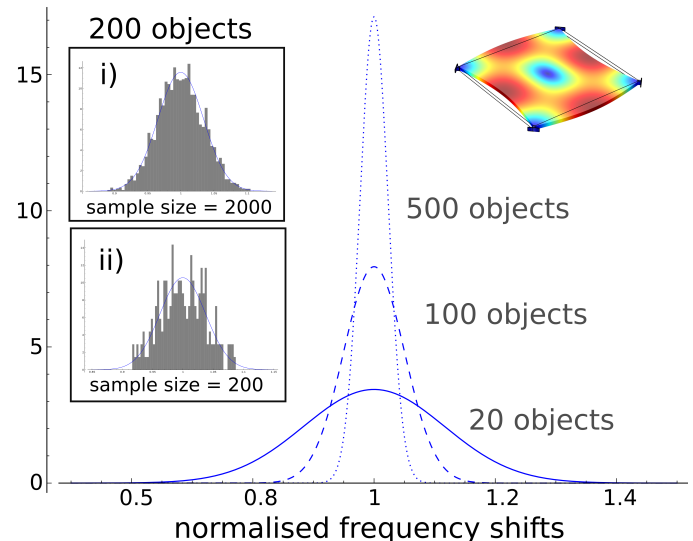 200 objects
i)
sample size = 2000
ii)
sample size = 200
15
10
5
0
500 objects
100 objects
20 objects
0.5 0.8 1 1.2 1.4
normalised frequency shifts